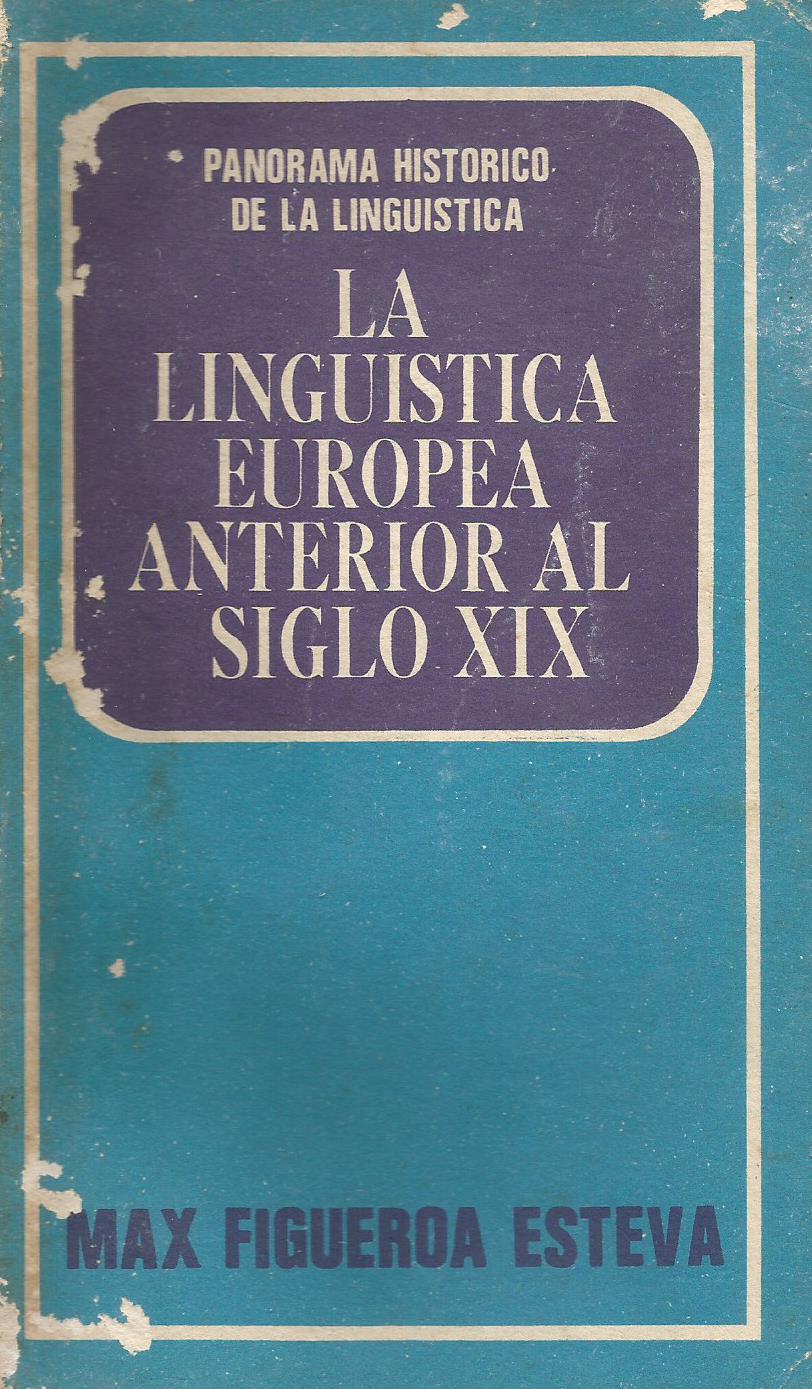 PANORAMA HISTORICO
DE LA LINGUISTICA
LA
LINGUISTICA
EUROPEA
ANTERIOR AL
SIGLO XIX
MAX FIGUEROA ESTEVA